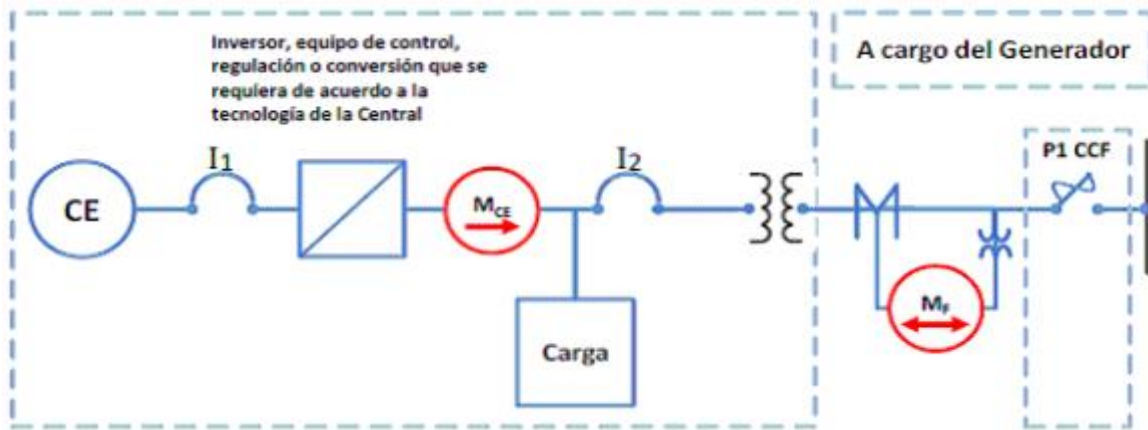 Inversor, equipo de control,
regulación o conversión que se
requiera de acuerdo a la
tecnología de la Central
A cargo del Generador
P1 CCF
I1
I2
CE
MCE
MF
Carga